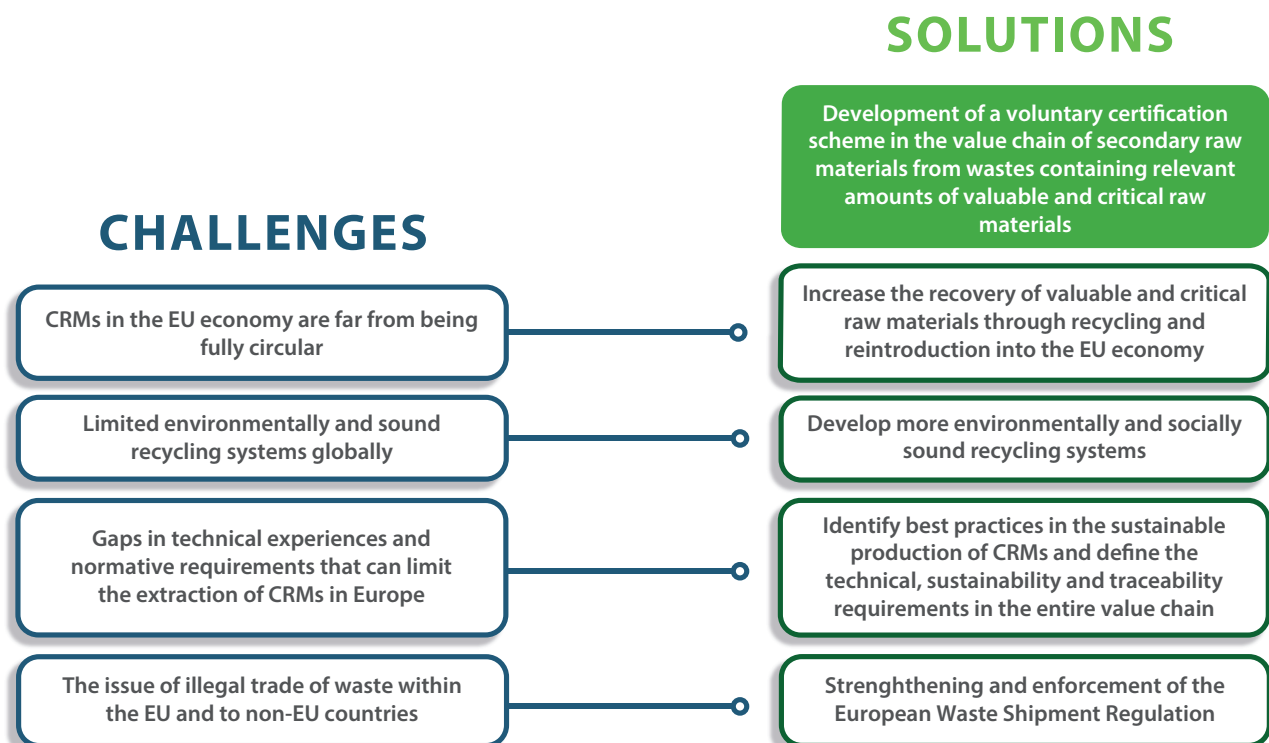 SOLUTIONS
Development of a voluntary certification
scheme in the value chain of secondary raw
materials from wastes containing relevant
amounts of valuable and critical raw
materials
CHALLENGES
CRMs in the EU economy are far from being
fully circular
Increase the recovery of valuable and critical
raw materials through recycling and
reintroduction into the EU economy
Limited environmentally and sound
recycling systems globally
Develop more environmentally and socially
sound recycling systems
Gaps in technical experiences and
normative requirements that can limit
the extraction of CRMs in Europe
Identify best practices in the sustainable
production of CRMs and define the
technical, sustainability and traceability
requirements in the entire value chain
The issue of illegal trade of waste within
the EU and to non-EU countries
Strenghthening and enforcement of the
European Waste Shipment Regulation